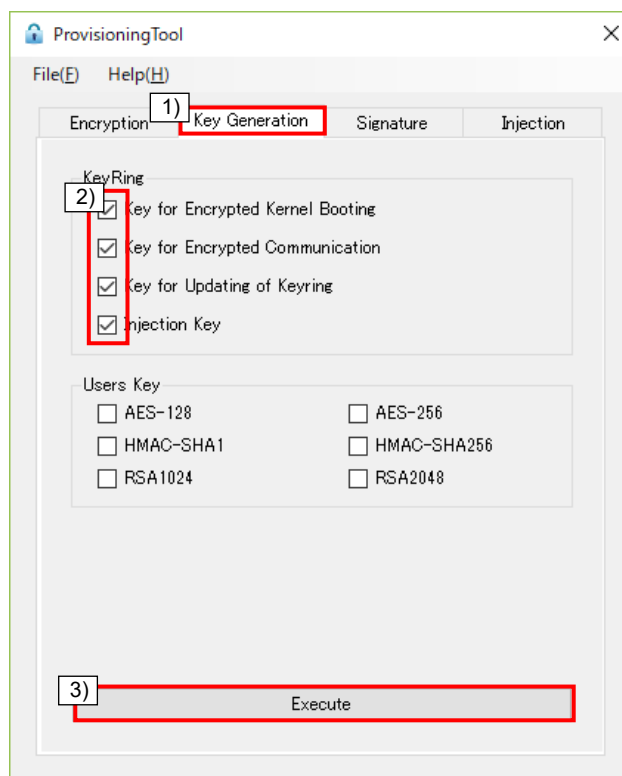 ProvisioningTool
File(F) Help(H)
Encryption 1) Key Generation Signature Injection
KeyRing
2) Key for Encrypted Kernel Booting
Key for Encrypted Communication
Key for Updating of Keyring
Injection Key
Users Key
AES-128 AES-256
HMAC-SHA1 HMAC-SHA256
RSA1024 RSA2048
3)
Execute